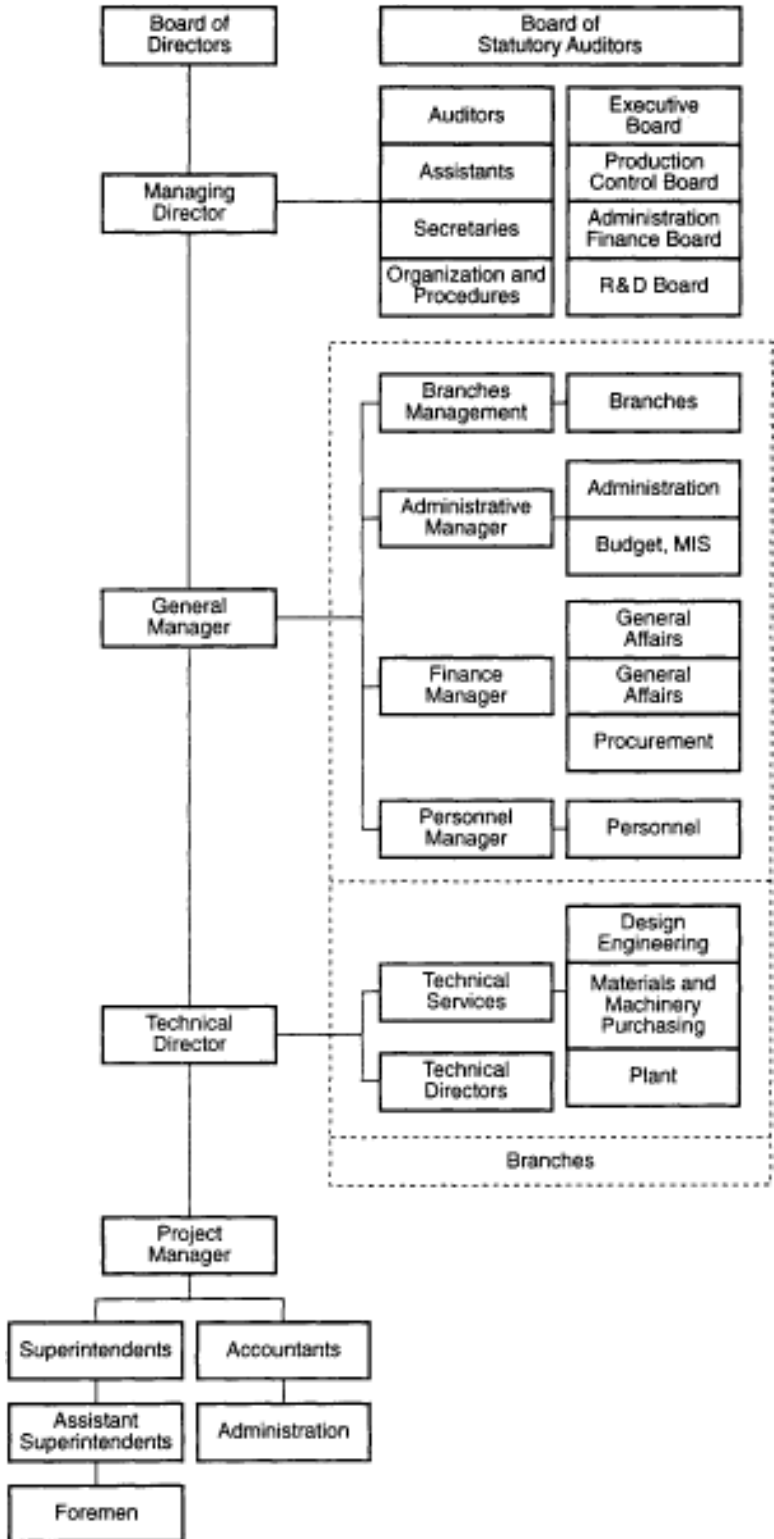 Board of
Directors
Board of
Statutory Auditors
Auditors
Executive
Board
Managing
Director
Assistants
Production
Control Board
Secretaries
Administration
Finance Board
Organization and
Procedures
R&D Board
Branches
Management
Branches
Administrative
Manager
Administration
Budget, MIS
General
Manager
General
Affairs
Finance
Manager
General
Affairs
Procurement
Personnel
Manager
Personnel
Design
Engineering
Technical
Services
Materials and
Machinery
Purchasing
Technical
Director
Technical
Directors
Plant
Branches
Project
Manager
Superintendents
Accountants
Assistant
Superintendents
Administration
Foremen